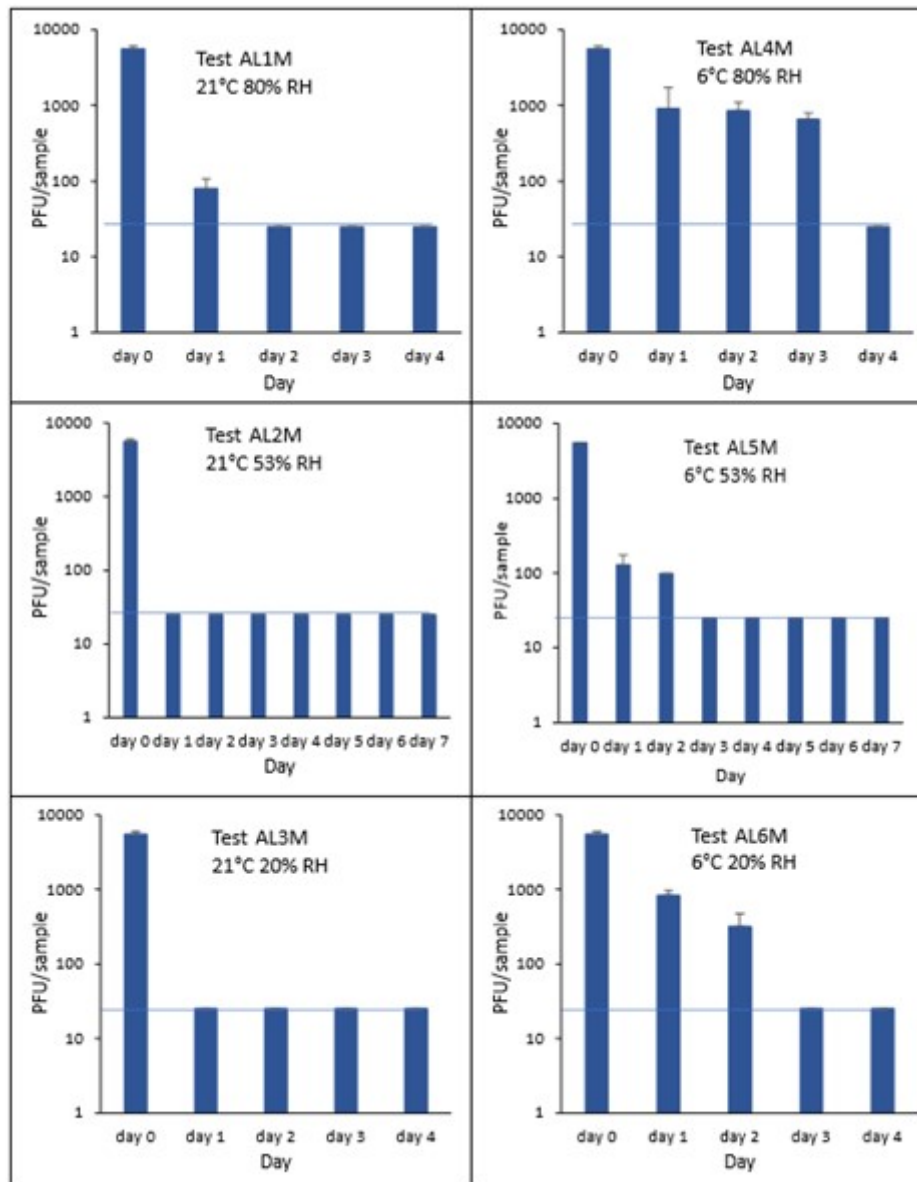 Test AL1M
21°C 80% RH
PFU/sample
10000
1000
100
10
1
day 0 day 1 day 2 day 3 day 4
Day
Test AL4M
6°C 80% RH
PFU/sample
10000
1000
100
10
1
day 0 day 1 day 2 day 3 day 4
Day
Test AL2M
21°C 53% RH
PFU/sample
10000
1000
100
10
1
day 0 day 1 day 2 day 3 day 4 day 5 day 6 day 7
Day
Test AL5M
6°C 53% RH
PFU/sample
10000
1000
100
10
1
day 0 day 1 day 2 day 3 day 4 day 5 day 6 day 7
Day
Test AL3M
21°C 20% RH
PFU/sample
10000
1000
100
10
1
day 0 day 1 day 2 day 3 day 4
Day
Test AL6M
6°C 20% RH
PFU/sample
10000
1000
100
10
1
day 0 day 1 day 2 day 3 day 4
Day